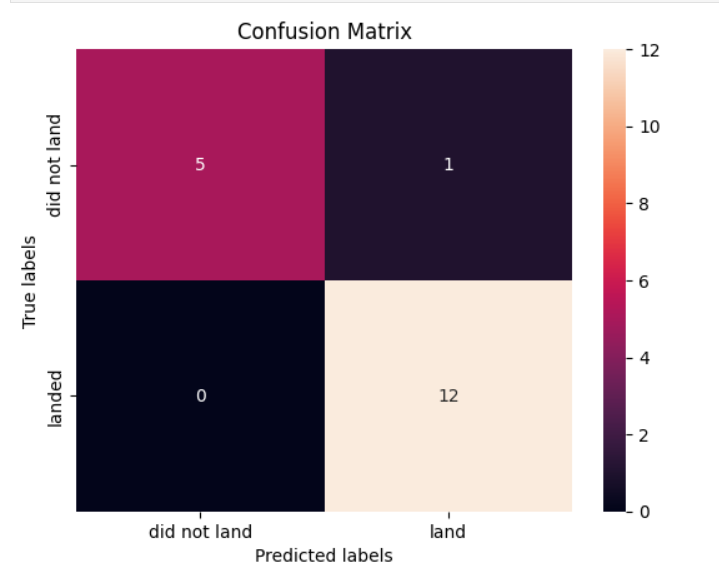 Confusion Matrix
did not land
landed
True labels
5
1
0
12
did not land
land
Predicted labels
12
10
8
6
4
2
0